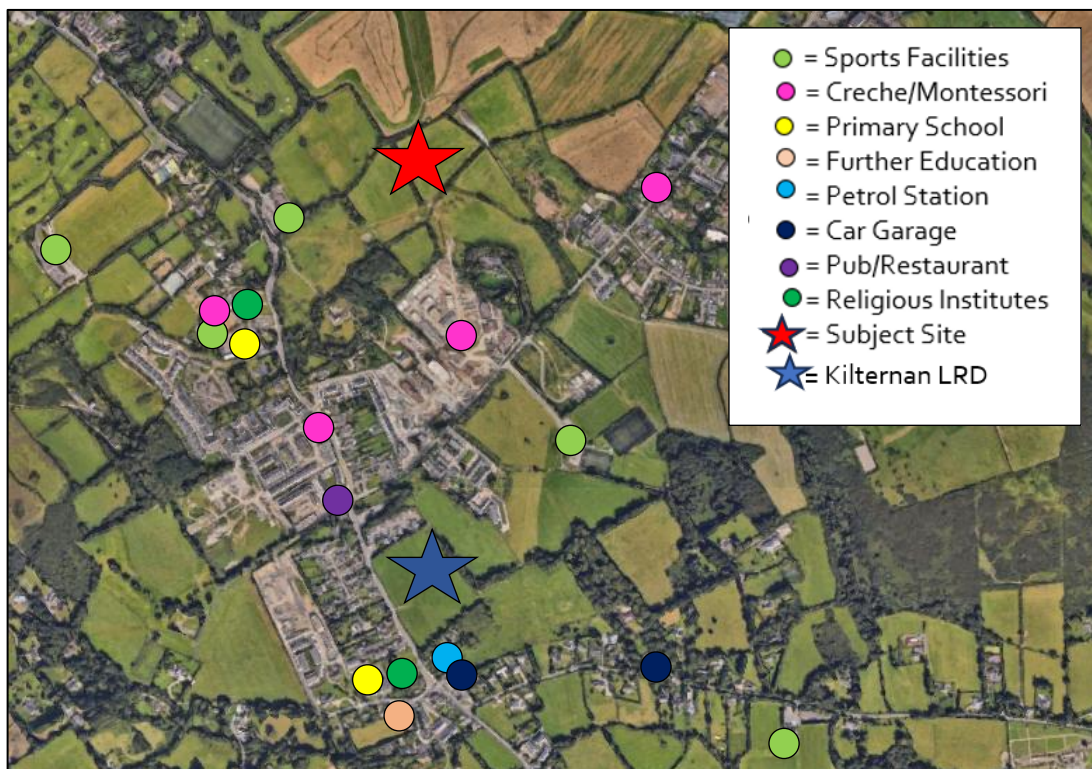 = Sports Facilities
= Creche/Montessori
= Primary School
= Further Education
= Petrol Station
= Car Garage
= Pub/Restaurant
= Religious Institutes
= Subject Site
= Kilternan LRD